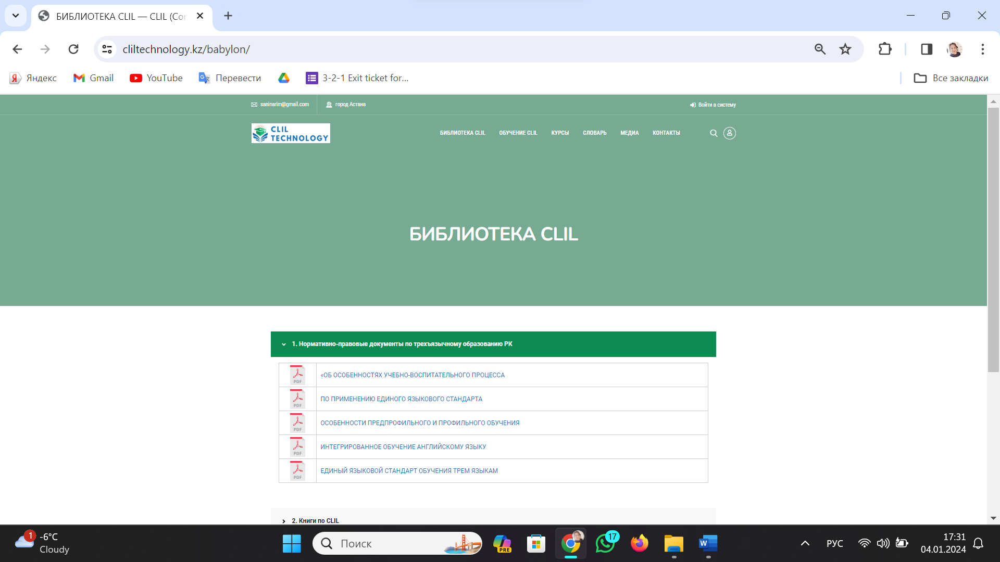 БИБЛИОТЕКА CLIL — CLIL (Cor
cliltechnology.kz/babylon/
Яндекс Gmail YouTube Перевести 3-2-1 Exit ticket for... Все закладки
saninarim@gmail.com город Астана Войти в систему
CLIL
TECHNOLOGY
БИБЛИОТЕКА CLIL ОБУЧЕНИЕ CLIL КУРСЫ СЛОВАРЬ МЕДИА КОНТАКТЫ
БИБЛИОТЕКА CLIL
1. Нормативно-правовые документы по трехъязычному образованию РК
PDF «ОБ ОСОБЕННОСТЯХ УЧЕБНО-ВОСПИТАТЕЛЬНОГО ПРОЦЕССА
PDF ПО ПРИМЕНЕНИЮ ЕДИНОГО ЯЗЫКОВОГО СТАНДАРТА
PDF ОСОБЕННОСТИ ПРЕДПРОФИЛЬНОГО И ПРОФИЛЬНОГО ОБУЧЕНИЯ
PDF ИНТЕГРИРОВАННОЕ ОБУЧЕНИЕ АНГЛИЙСКОМУ ЯЗЫКУ
PDF ЕДИНЫЙ ЯЗЫКОВОЙ СТАНДАРТ ОБУЧЕНИЯ ТРЕМ ЯЗЫКАМ
2. Книги по CLIL
1 -6°C
Cloudy
Поиск
PRE
17
W
РУС
17:31
04.01.2024